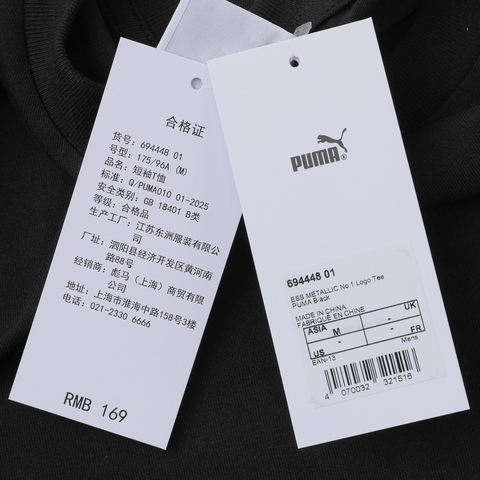 合格证
货号: 694448 01
号型: 175/96A (M)
品名: 短袖T恤
标准: Q/PUMA010 01-2025
安全类别: GB 18401 B类
等级: 合格品
生产工厂: 江苏东洲服装有限公
司
厂址: 泗阳县经济开发区黄河南
路88号
经销商: 彪马（上海）商贸有限
公司
地址: 上海市淮海中路158号3楼
电话: 021-2330 6666
RMB 169
PUMA®
694448 01
ESS METALLIC No.1 Logo Tee
PUMA Black
MADE IN CHINA
FABRIQUÉ EN CHINE
ASIA M - UK
US - - FR
EAN-13 Mens
4 070032 321516